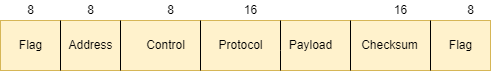 8 8 8 16 16 8
Flag Address Control Protocol Payload Checksum Flag